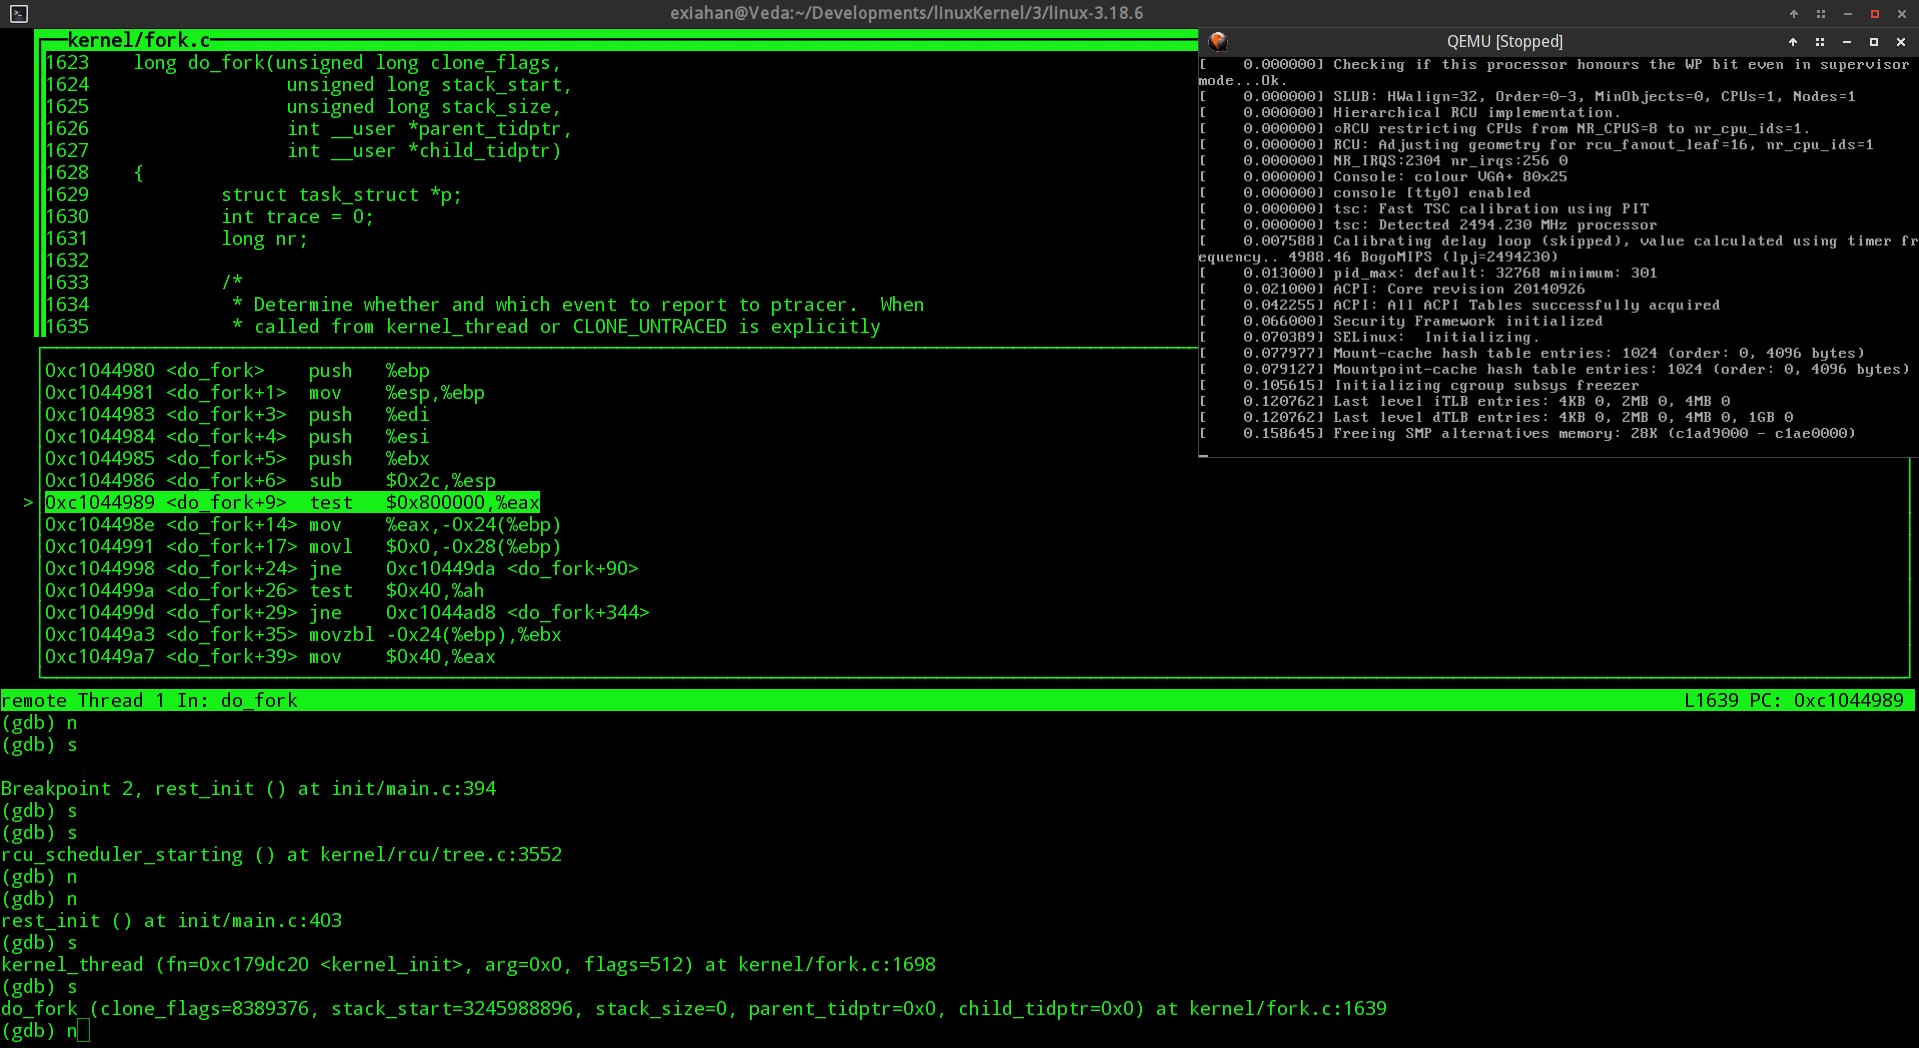 exiahan@Veda:~/Developments/linuxKernel/3/linux-3.18.6
kernel/fork.c
1623    long do_fork(unsigned long clone_flags,
1624                  unsigned long stack_start,
1625                  unsigned long stack_size,
1626                  int __user *parent_tidptr,
1627                  int __user *child_tidptr)
1628    {
1629            struct task_struct *p;
1630            int trace = 0;
1631            long nr;
1632
1633            /*
1634             * Determine whether and which event to report to ptracer.  When
1635             * called from kernel_thread or CLONE_UNTRACED is explicitly
0xc1044980 <do_fork>    push   %ebp
0xc1044981 <do_fork+1>  mov    %esp,%ebp
0xc1044983 <do_fork+3>  push   %edi
0xc1044984 <do_fork+4>  push   %esi
0xc1044985 <do_fork+5>  push   %ebx
0xc1044986 <do_fork+6>  sub    $0x2c,%esp
>0xc1044989 <do_fork+9>  test   $0x800000,%eax
0xc104498e <do_fork+14> mov    %eax,-0x24(%ebp)
0xc1044991 <do_fork+17> movl   $0x0,-0x28(%ebp)
0xc1044998 <do_fork+24> jne    0xc10449da <do_fork+90>
0xc104499a <do_fork+26> test   $0x40,%ah
0xc104499d <do_fork+29> jne    0xc1044ad8 <do_fork+344>
0xc10449a3 <do_fork+35> movzbl -0x24(%ebp),%ebx
0xc10449a7 <do_fork+39> mov    $0x40,%eax
remote Thread 1 In: do_fork                    L1639 PC: 0xc1044989
(gdb) n
(gdb) s
Breakpoint 2, rest_init () at init/main.c:394
(gdb) s
(gdb) s
rcu_scheduler_starting () at kernel/rcu/tree.c:3552
(gdb) n
(gdb) n
rest_init () at init/main.c:403
(gdb) s
kernel_thread (fn=0xc179dc20 <kernel_init>, arg=0x0, flags=512) at kernel/fork.c:1698
(gdb) s
do_fork (clone_flags=8389376, stack_start=3245988896, stack_size=0, parent_tidptr=0x0, child_tidptr=0x0) at kernel/fork.c:1639
(gdb) n
QEMU [Stopped]
[    0.000000] Checking if this processor honours the WP bit even in supervisor
mode...Ok.
[    0.000000] SLUB: HWalign=32, Order=0-3, MinObjects=0, CPUs=1, Nodes=1
[    0.000000] Hierarchical RCU implementation.
[    0.000000] oRCU restricting CPUs from NR_CPUS=8 to nr_cpu_ids=1.
[    0.000000] RCU: Adjusting geometry for rcu_fanout_leaf=16, nr_cpu_ids=1
[    0.000000] NR_IRQS:2304 nr_irqs:256 0
[    0.000000] Console: colour VGA+ 80x25
[    0.000000] console [tty0] enabled
[    0.000000] tsc: Fast TSC calibration using PIT
[    0.000000] tsc: Detected 2494.230 MHz processor
[    0.007588] Calibrating delay loop (skipped), value calculated using timer fr
equency.. 4988.46 BogoMIPS (lpj=2494230)
[    0.013000] pid_max: default: 32768 minimum: 301
[    0.021000] ACPI: Core revision 20140926
[    0.042255] ACPI: All ACPI Tables successfully acquired
[    0.066000] Security Framework initialized
[    0.070389] SELinux:  Initializing.
[    0.077977] Mount-cache hash table entries: 1024 (order: 0, 4096 bytes)
[    0.079127] Mountpoint-cache hash table entries: 1024 (order: 0, 4096 bytes)
[    0.105615] Initializing cgroup subsys freezer
[    0.120762] Last level iTLB entries: 4KB 0, 2MB 0, 4MB 0
[    0.120762] Last level dTLB entries: 4KB 0, 2MB 0, 4MB 0, 1GB 0
[    0.158645] Freeing SMP alternatives memory: 28K (c1ad9000 - c1ae0000)